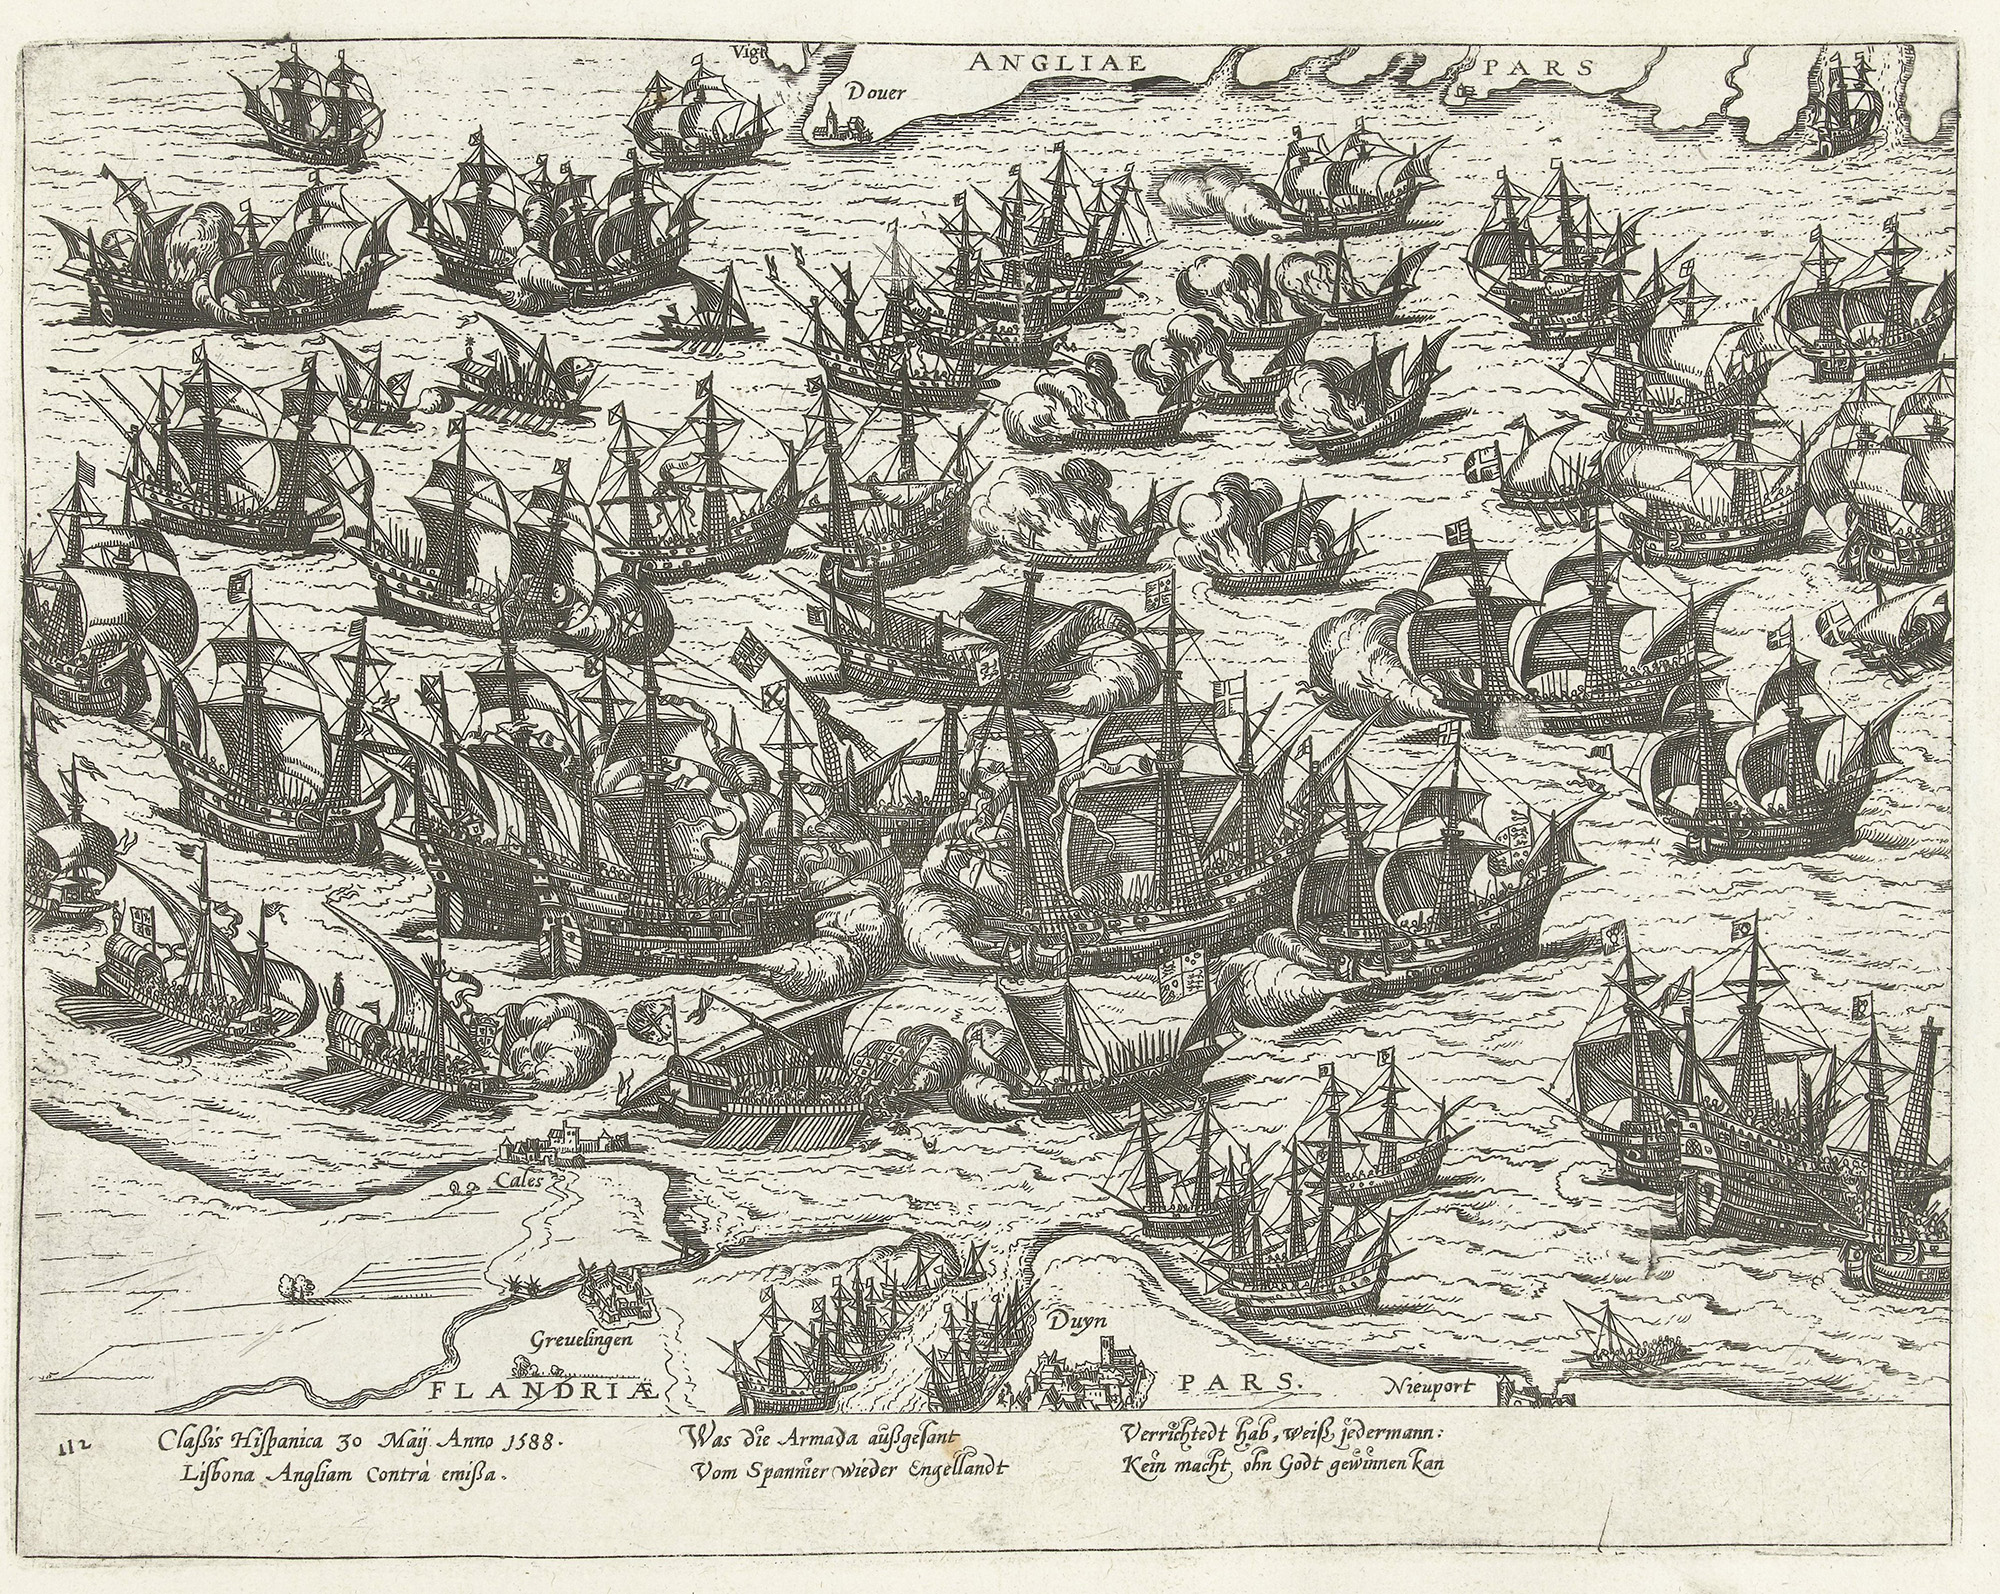 Vigt
ANGLIAE PARS
Douer
Cales
Greuelingen
Duyn
FLANDRIÆ PARS.
Nieuport
112
Claßis Hiſpanica 30 Maij Anno 1588.
Liſbona Angliam Contrà emißa.
Was die Armada außgeſant
Vom Spannier wieder Engellandt
Verrichtedt hab, weiß jedermann:
Kein macht ohn Godt gewinnen kan